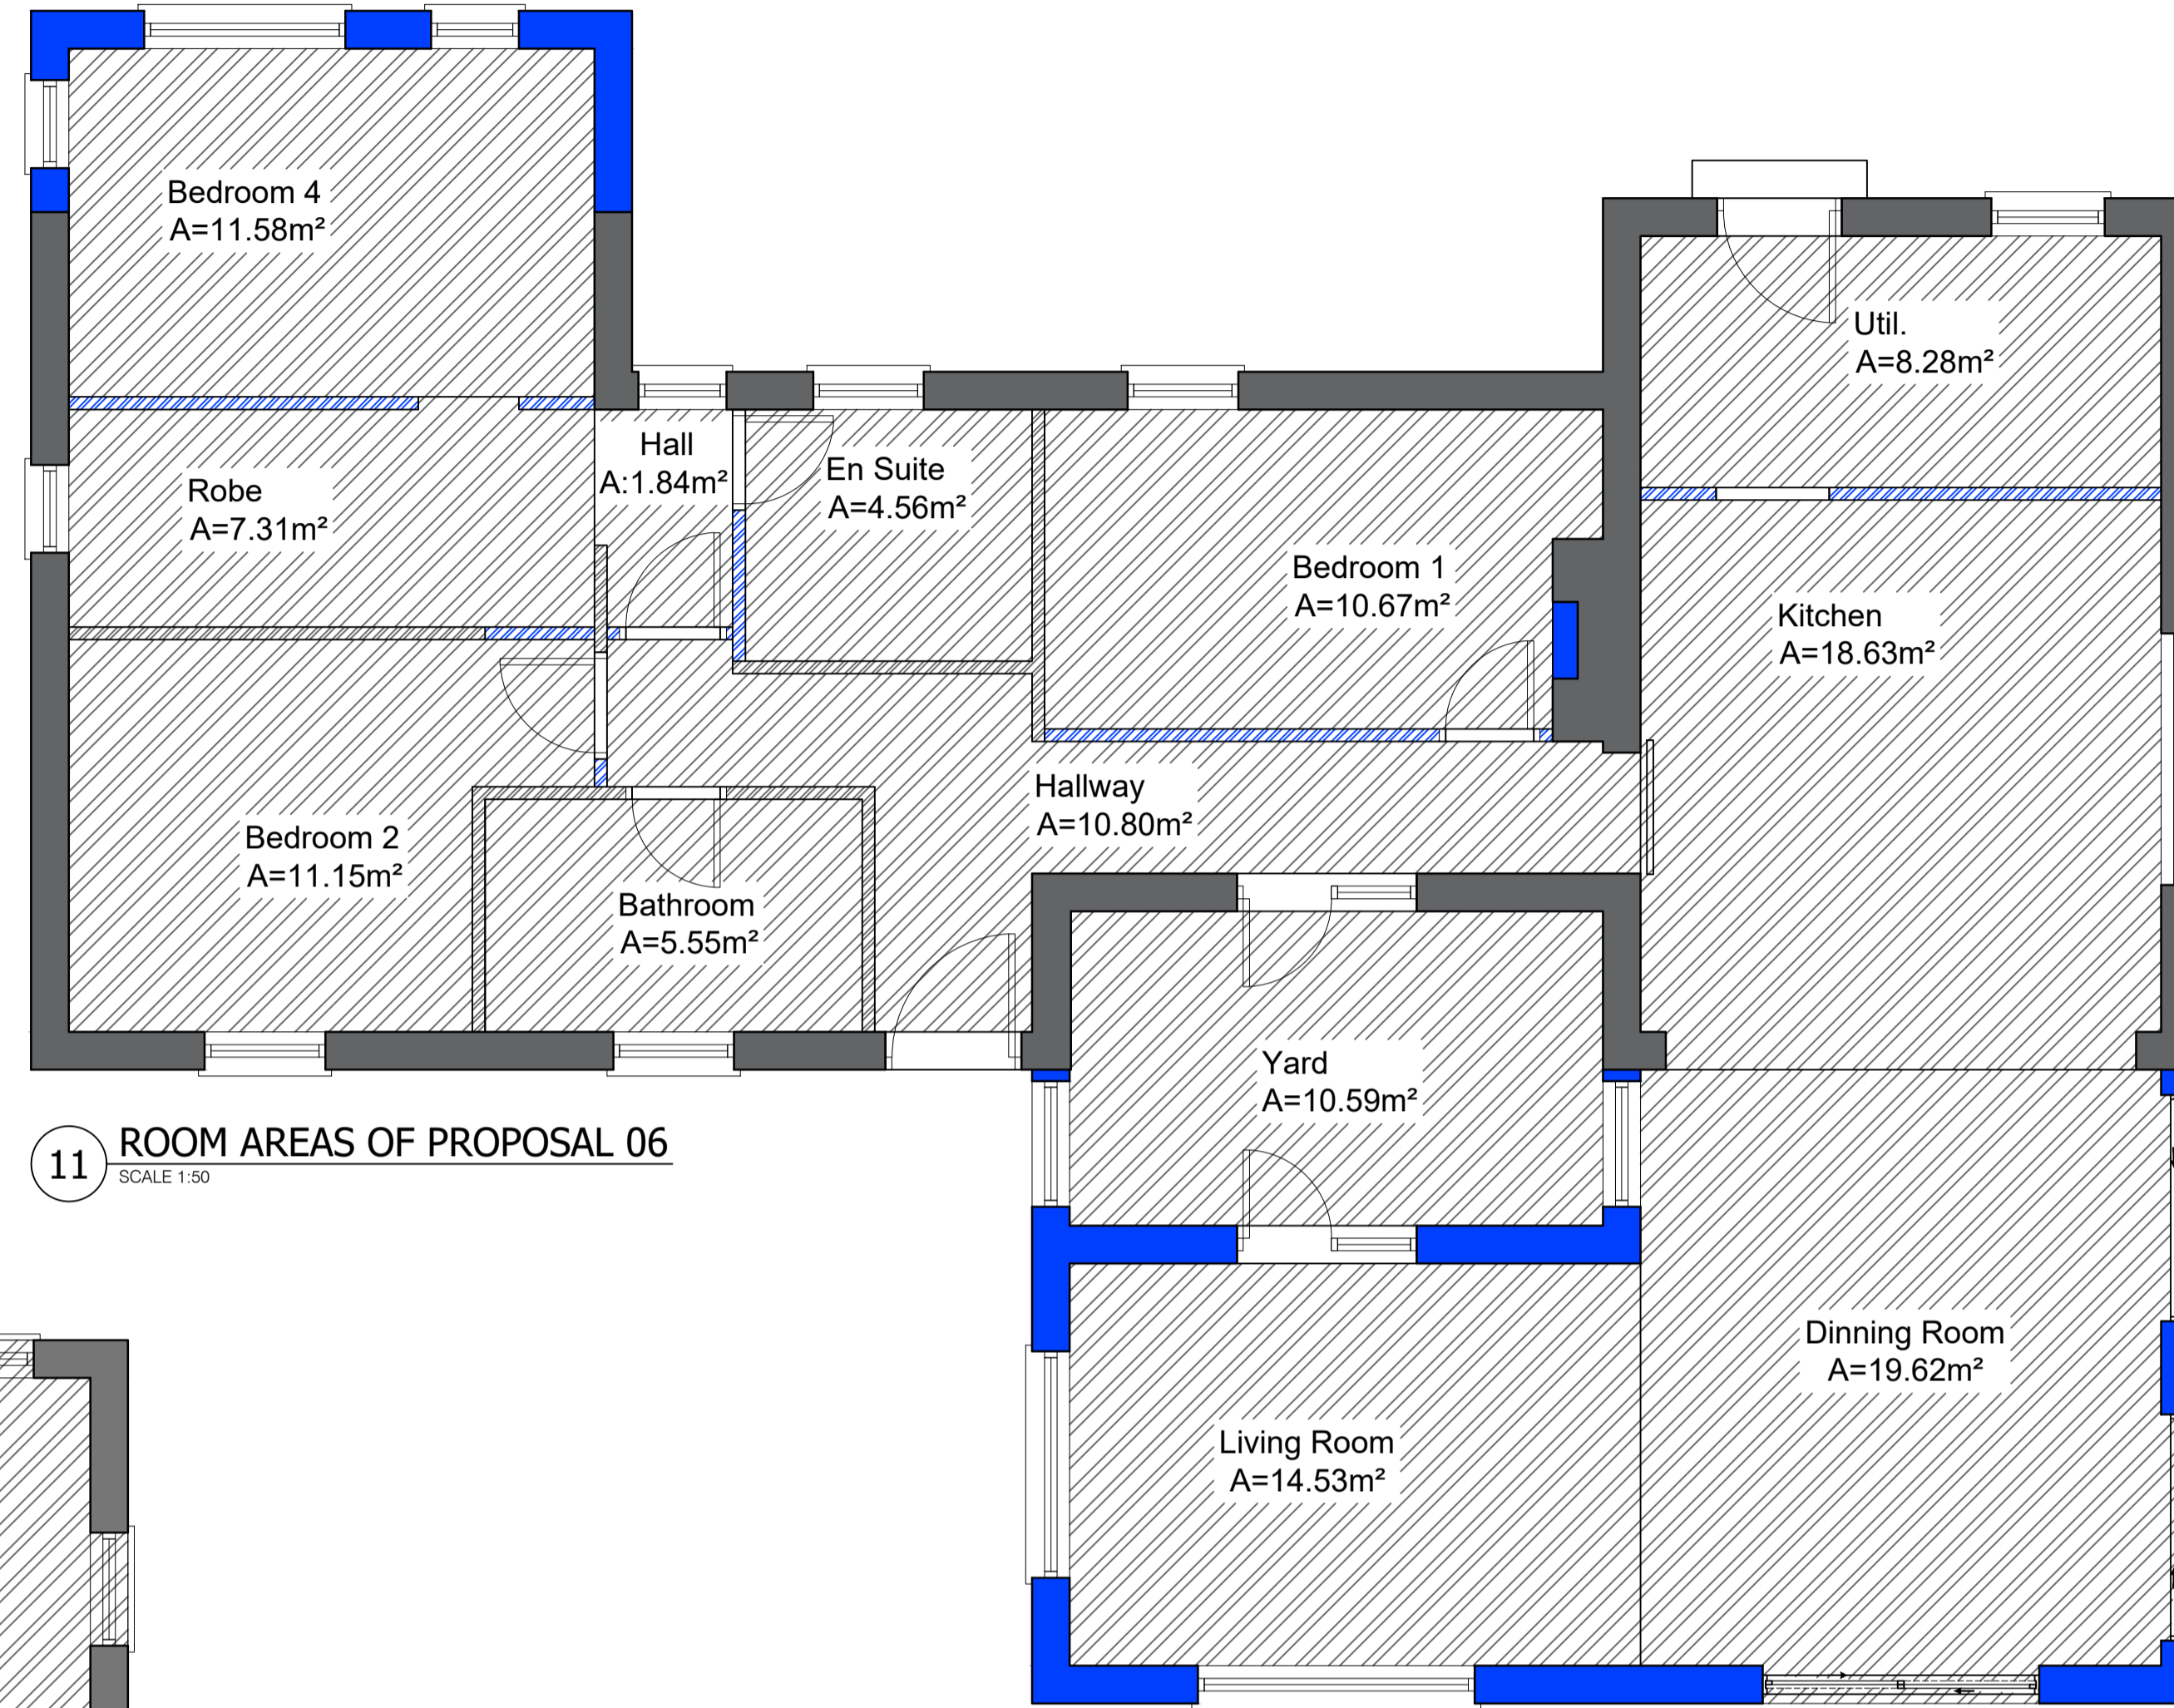 Bedroom 4
A=11.58m²
Util.
A=8.28m²
Hall
A:1.84m²
En Suite
A=4.56m²
Robe
A=7.31m²
Bedroom 1
A=10.67m²
Kitchen
A=18.63m²
Hallway
A=10.80m²
Bedroom 2
A=11.15m²
Bathroom
A=5.55m²
Yard
A=10.59m²
11
ROOM AREAS OF PROPOSAL 06
SCALE 1:50
Dinning Room
A=19.62m²
Living Room
A=14.53m²